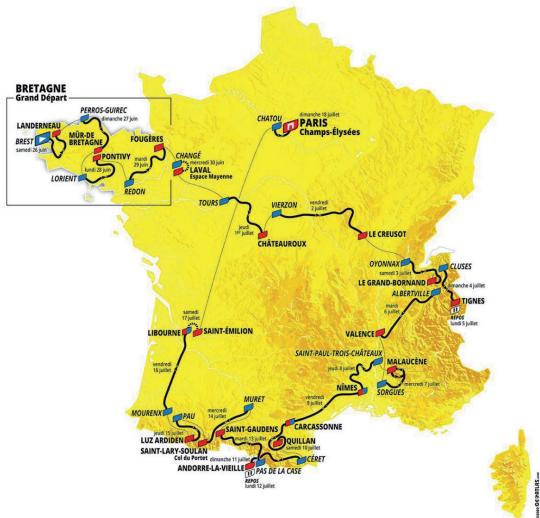 BRETAGNE
Grand Départ
PERROS-GUIREC
dimanche 27 juin
LANDERNEAU
BREST
samedi 26 juin
MÛR-DE-
BRETAGNE
PONTIVY
lundi 28 juin
LORIENT
FOUGÈRES
mardi
29 juin
REDON
CHANGÉ
mercredi 30 juin
LAVAL
Espace Mayenne
CHATOU
dimanche 18 juillet
PARIS
Champs-Élysées
TOURS
jeudi
1er juillet
CHÂTEAUROUX
VIERZON
vendredi
2 juillet
LE CREUSOT
OYONNAX
samedi 3 juillet
CLUSES
LE GRAND-BORNAND
dimanche 4 juillet
ALBERTVILLE
TIGNES
REPOS
lundi 5 juillet
mardi
6 juillet
VALENCE
SAINT-PAUL-TROIS-CHÂTEAUX
MALAUCÈNE
jeudi 8 juillet
mercredi 7 juillet
SORGUES
NÎMES
vendredi
9 juillet
CARCASSONNE
QUILLAN
samedi 10 juillet
CÉRET
dimanche 11 juillet
ANDORRE-LA-VIEILLE
PAS DE LA CASE
REPOS
lundi 12 juillet
SAINT-GAUDENS
mardi 13 juillet
MURET
mercredi
14 juillet
SAINT-LARY-SOULAN
Col du Portet
PAU
jeudi 15 juillet
LUZ ARDIDEN
MOURENX
vendredi
16 juillet
LIBOURNE
samedi
17 juillet
SAINT-ÉMILION
GEOATLAS.com